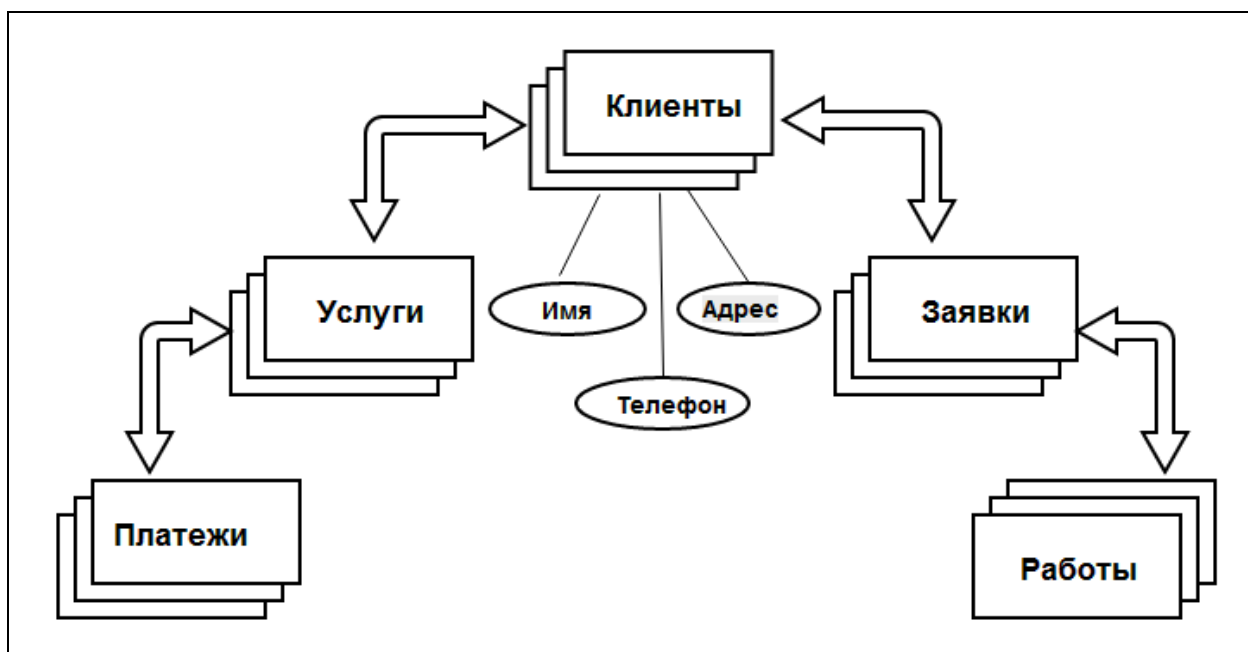 Клиенты
Услуги
Имя
Адрес
Заявки
Телефон
Платежи
Работы